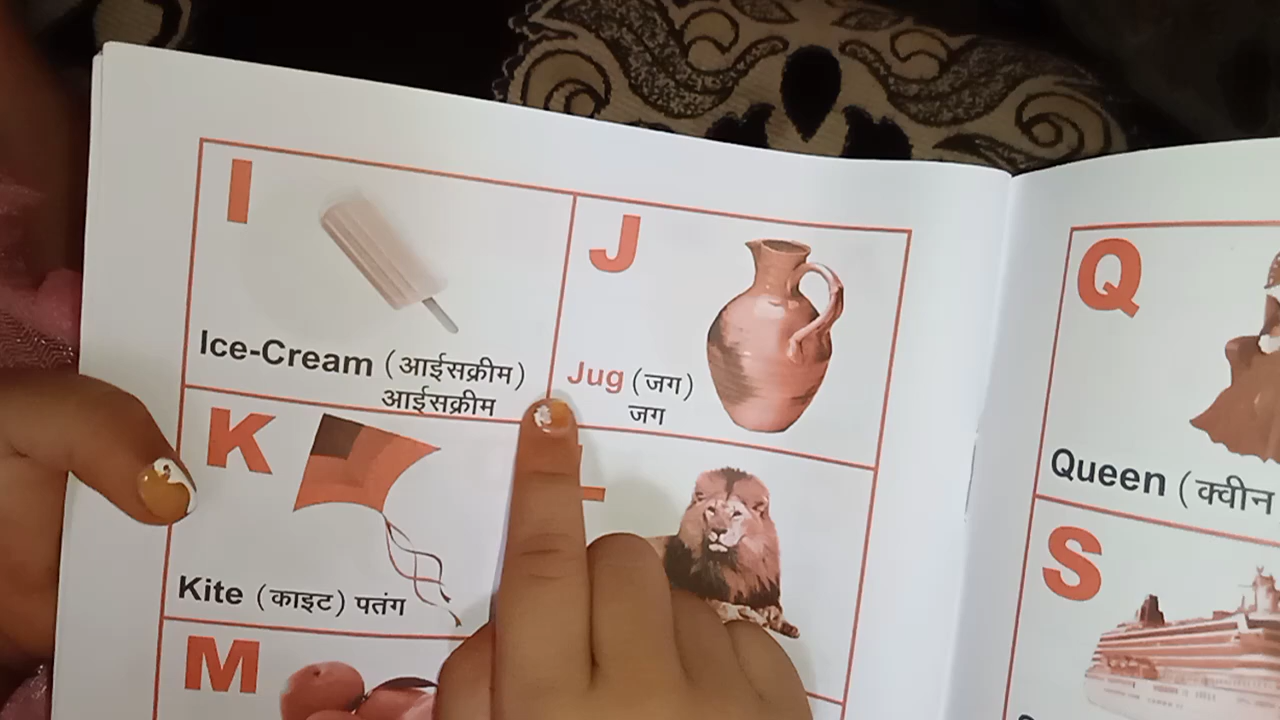 I
Ice-Cream (आईसक्रीम)
आईसक्रीम
J
Jug (जग)
जग
K
Kite (काइट) पतंग
M
Q
Queen (क्वीन
S